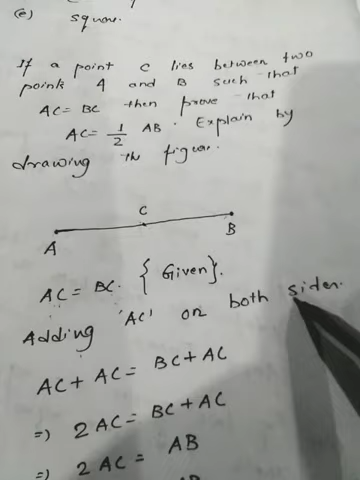 (e) square.
If a point C lies between two
points A and B such that
AC = BC then prove that
AC = 1/2 AB. Explain by
drawing the figure.
C
A
B
AC = BC. { Given }.
Adding 'AC' on both sides.
AC + AC = BC + AC
=) 2 AC = BC + AC
=) 2 AC = AB